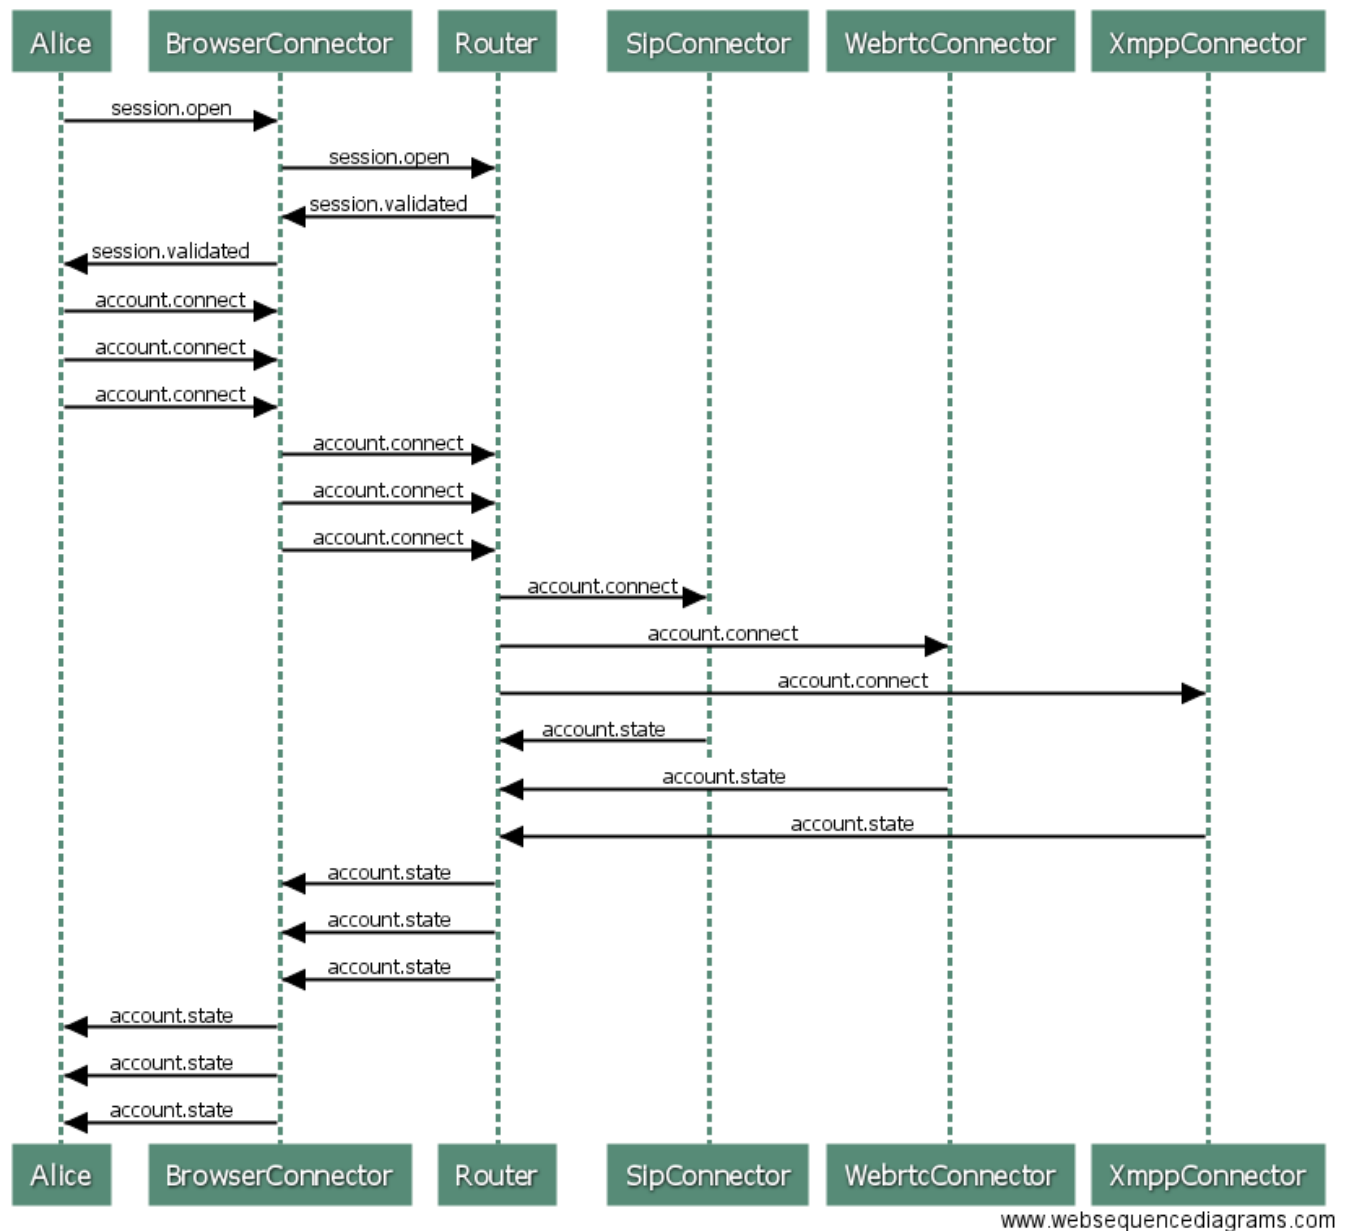 Alice BrowserConnector Router SipConnector WebrtcConnector XmppConnector
session.open
session.open
session.validated
session.validated
account.connect
account.connect
account.connect
account.connect
account.connect
account.connect
account.connect
account.connect
account.connect
account.state
account.state
account.state
account.state
account.state
account.state
account.state
account.state
account.state
Alice BrowserConnector Router SipConnector WebrtcConnector XmppConnector
www.websequencediagrams.com